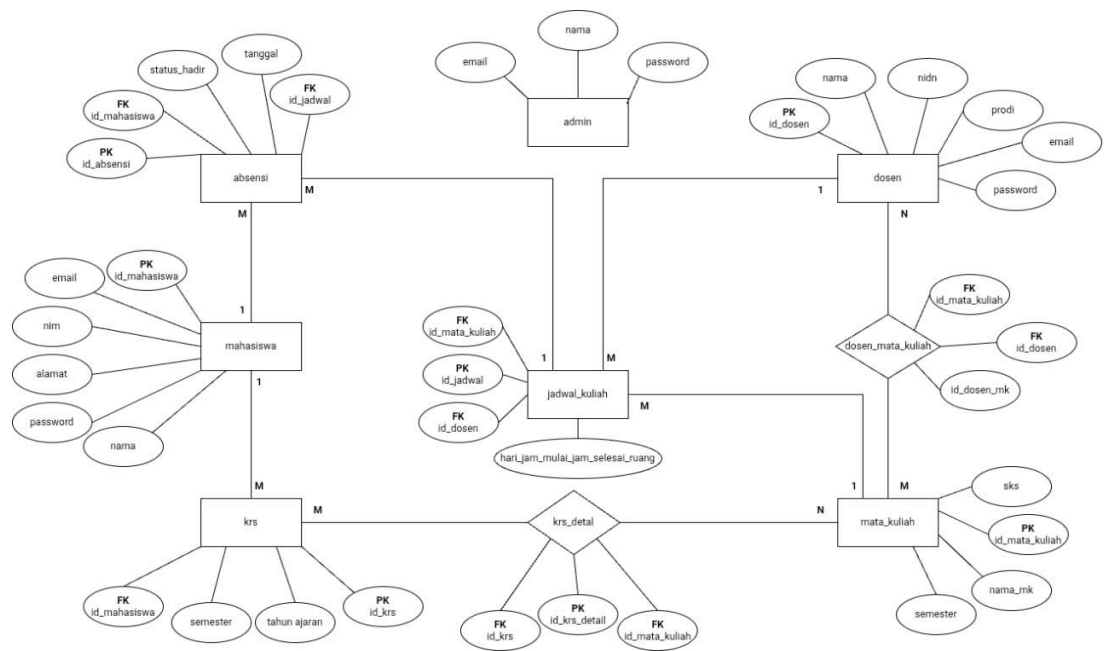 nama
email
password
admin
tanggal
status_hadir
FK
id_jadwal
FK
id_mahasiswa
PK
id_absensi
absensi
M
M
nama
nidn
PK
id_dosen
prodi
email
password
dosen
1
N
PK
id_mahasiswa
email
nim
alamat
password
nama
1
mahasiswa
1
FK
id_mata_kuliah
PK
id_jadwal
FK
id_dosen
1
M
jadwal_kuliah
M
hari_jam_mulai_jam_selesai_ruang
FK
id_mata_kuliah
dosen_mata_kuliah
FK
id_dosen
id_dosen_mk
M
krs
M
FK
id_mahasiswa
semester
tahun ajaran
PK
id_krs
krs_detal
FK
id_krs
PK
id_krs_detail
FK
id_mata_kuliah
1
M
N
mata_kuliah
sks
PK
id_mata_kuliah
nama_mk
semester